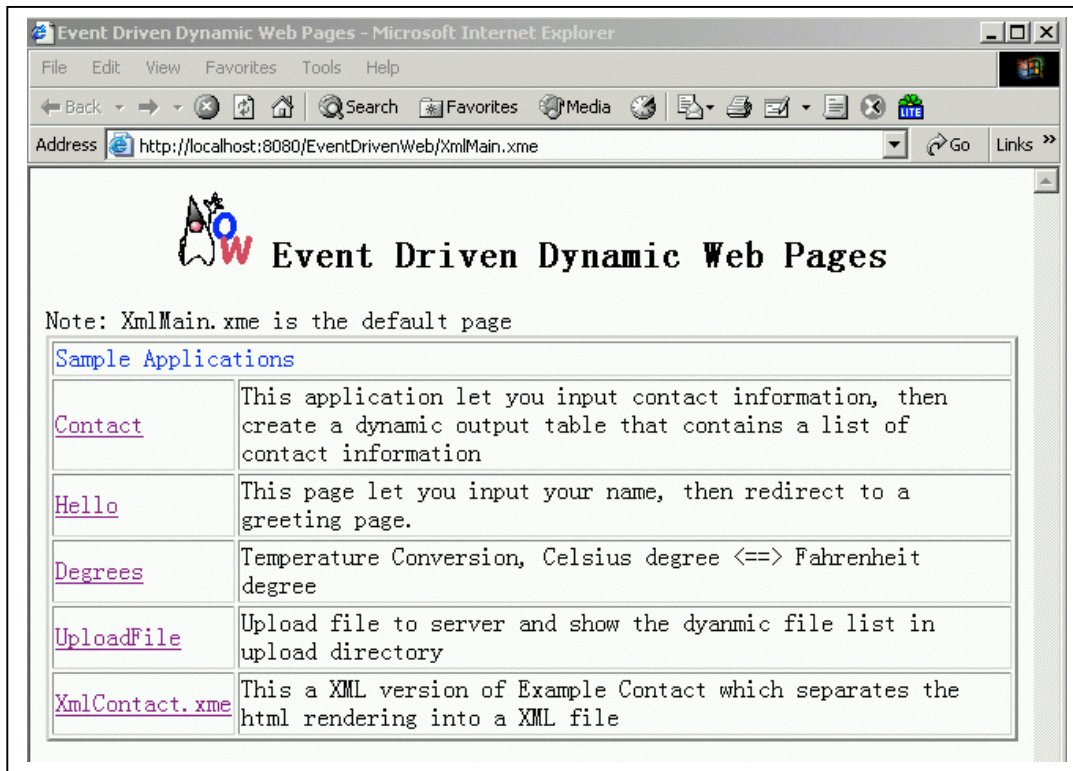 Event Driven Dynamic Web Pages - Microsoft Internet Explorer
File Edit View Favorites Tools Help
Back Search Favorites Media LITE
Address http://localhost:8080/EventDrivenWeb/XmlMain.xme Go Links »
OW Event Driven Dynamic Web Pages
Note: XmlMain.xme is the default page
Sample Applications
Contact
This application let you input contact information, then
create a dynamic output table that contains a list of
contact information
Hello
This page let you input your name, then redirect to a
greeting page.
Degrees
Temperature Conversion, Celsius degree <==> Fahrenheit
degree
UploadFile
Upload file to server and show the dyanmic file list in
upload directory
XmlContact.xme
This a XML version of Example Contact which separates the
html rendering into a XML file